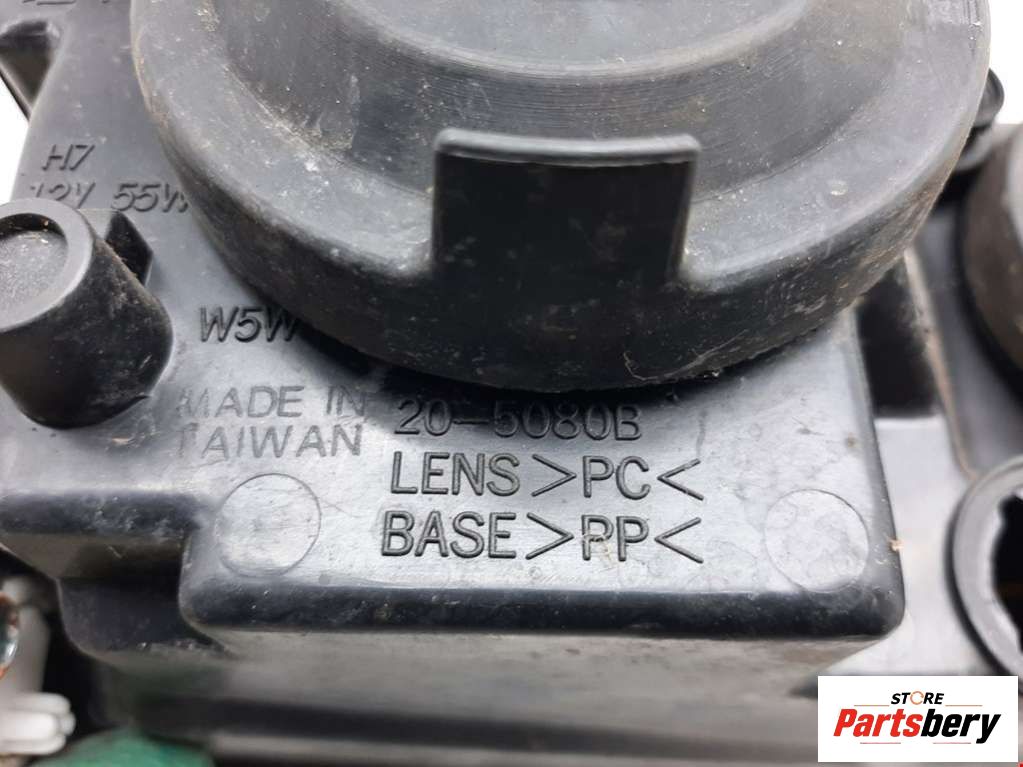 H7
12V 55W
W5W
MADE IN
TAIWAN
20-5080B
LENS>PC<
BASE>PP<
STORE
Partsbery